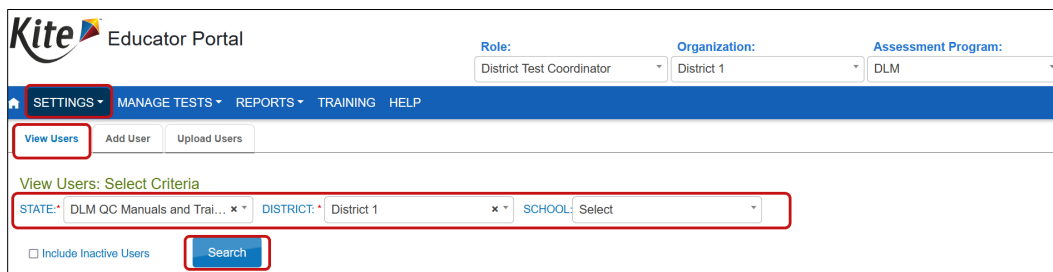 Kite Educator Portal
Role: Organization: Assessment Program:
District Test Coordinator District 1 DLM
SETTINGS MANAGE TESTS REPORTS TRAINING HELP
View Users Add User Upload Users
View Users: Select Criteria
STATE:* DLM QC Manuals and Trai... × DISTRICT: * District 1 × SCHOOL: Select
Include Inactive Users Search